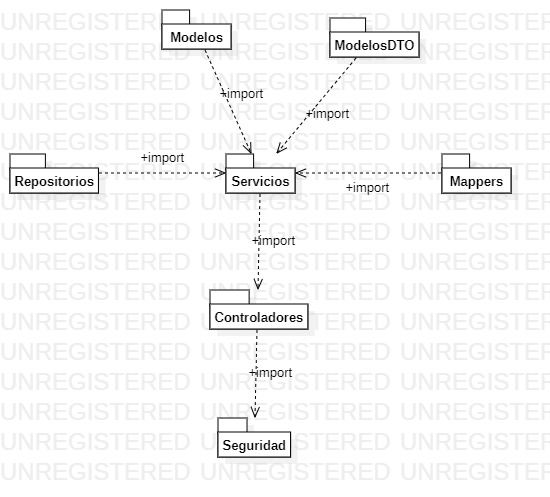 Modelos
ModelosDTO
+import
+import
Repositorios
+import
Servicios
+import
Mappers
+import
Controladores
+import
Seguridad
UNREGISTERED UNREGISTERED UNREGISTERED